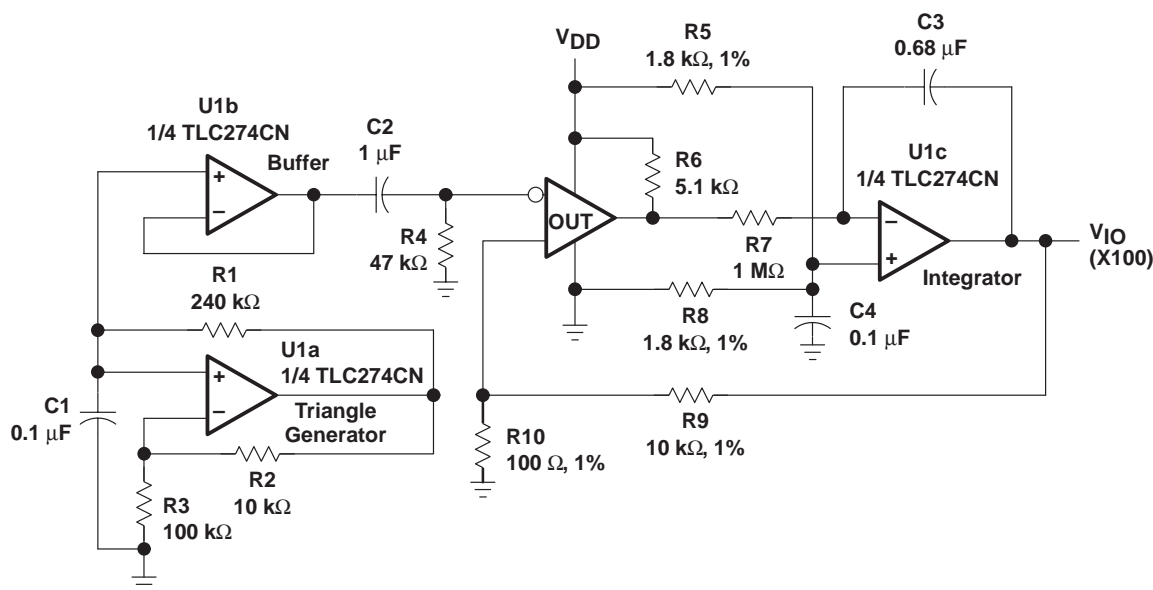 U1b
1/4 TLC274CN
Buffer
+
−
C2
1 μF
R4
47 kΩ
R1
240 kΩ
U1a
1/4 TLC274CN
Triangle
Generator
+
−
C1
0.1 μF
R2
10 kΩ
R3
100 kΩ
VDD
R5
1.8 kΩ, 1%
R6
5.1 kΩ
OUT
R7
1 MΩ
R8
1.8 kΩ, 1%
C3
0.68 μF
U1c
1/4 TLC274CN
−
+
Integrator
VIO
(X100)
C4
0.1 μF
R9
10 kΩ, 1%
R10
100 Ω, 1%